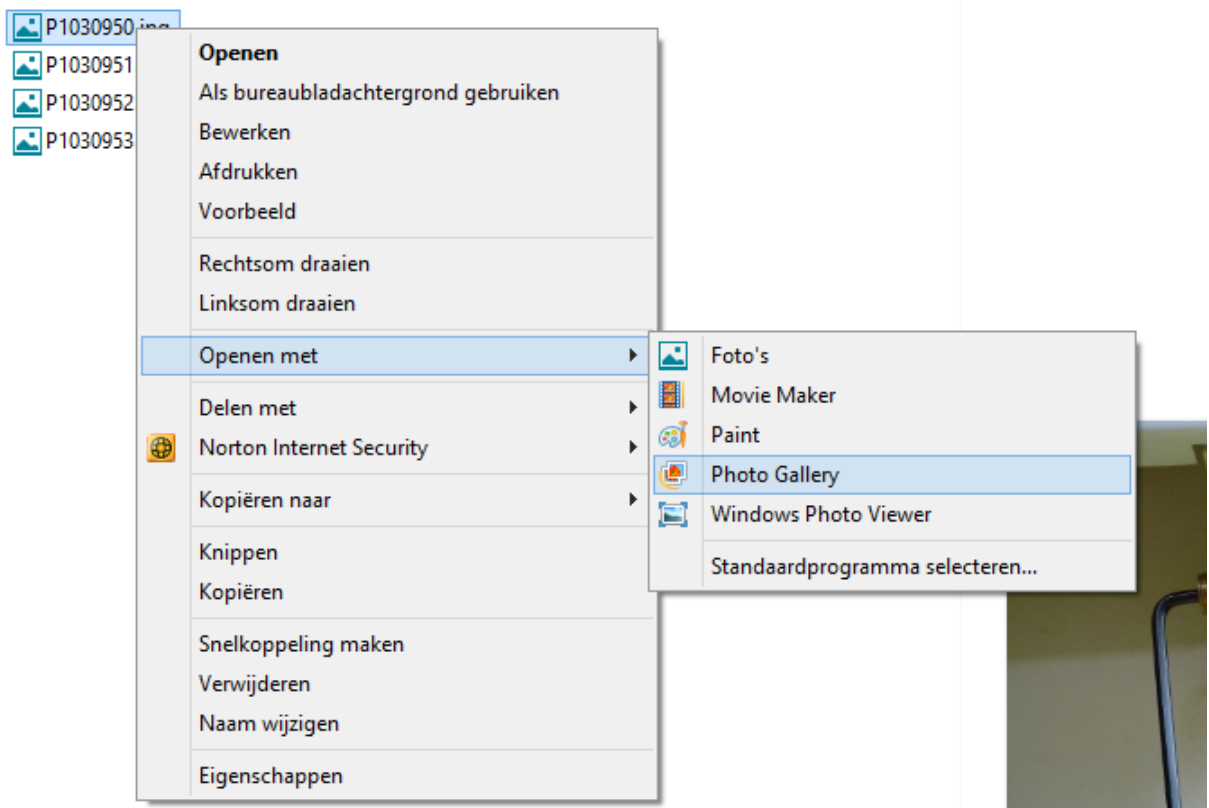 P1030950.jpg
P1030951
P1030952
P1030953
Openen
Als bureaubladachtergrond gebruiken
Bewerken
Afdrukken
Voorbeeld
Rechtsom draaien
Linksom draaien
Openen met
Delen met
Norton Internet Security
Kopiëren naar
Knippen
Kopiëren
Snelkoppeling maken
Verwijderen
Naam wijzigen
Eigenschappen
Foto's
Movie Maker
Paint
Photo Gallery
Windows Photo Viewer
Standaardprogramma selecteren...